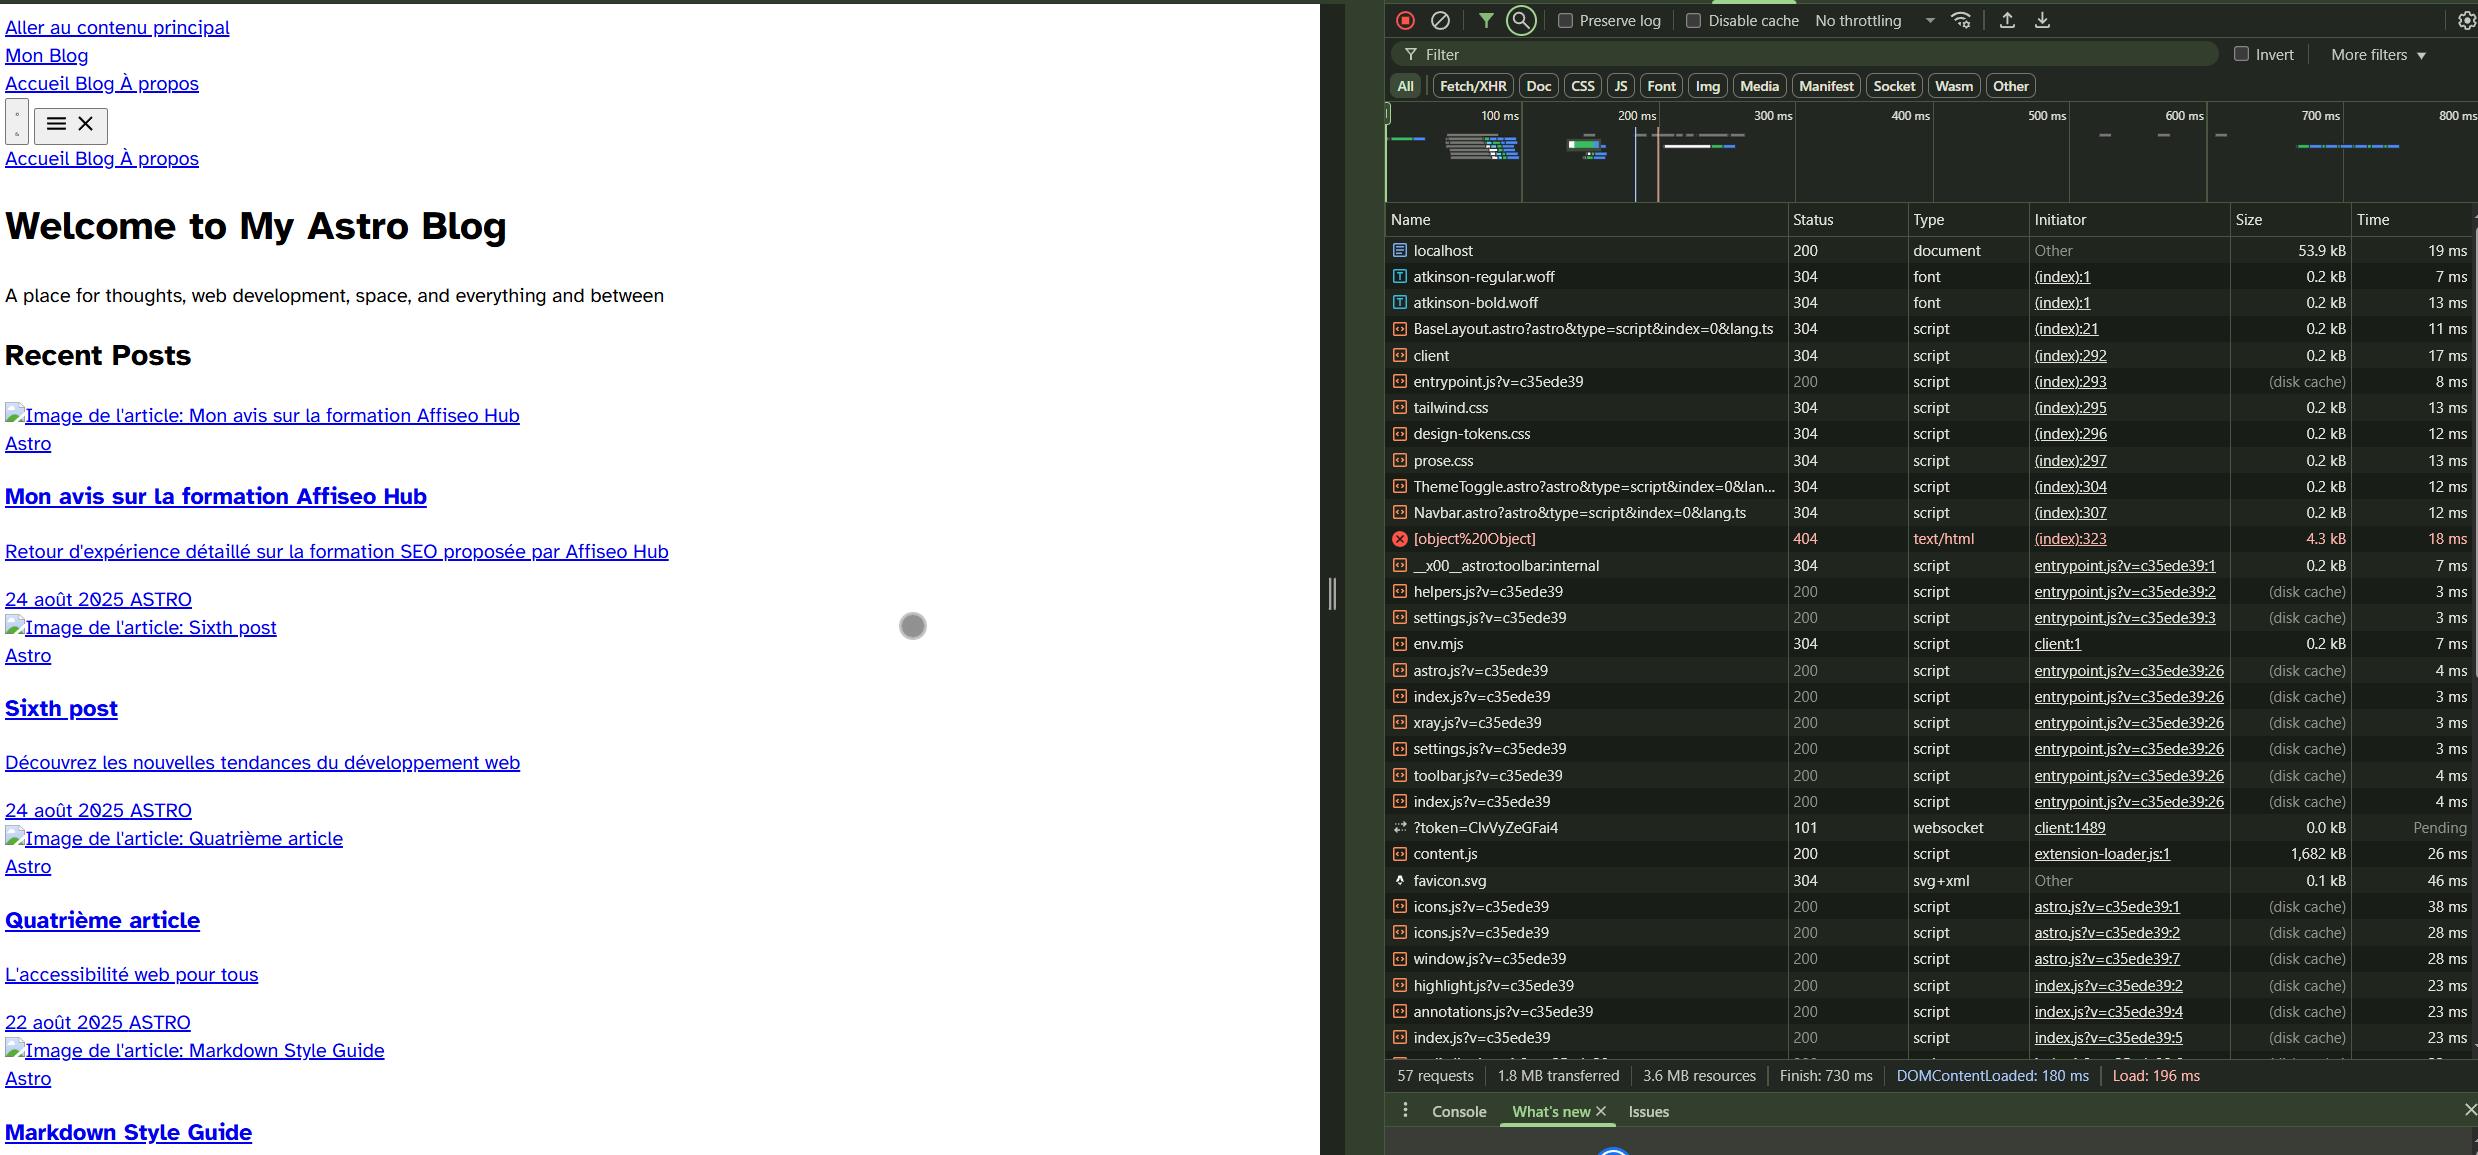 Aller au contenu principal
Mon Blog
Accueil Blog À propos
Accueil Blog À propos
Welcome to My Astro Blog
A place for thoughts, web development, space, and everything and between
Recent Posts
Image de l'article: Mon avis sur la formation Affiseo Hub
Astro
Mon avis sur la formation Affiseo Hub
Retour d'expérience détaillé sur la formation SEO proposée par Affiseo Hub
24 août 2025 ASTRO
Image de l'article: Sixth post
Astro
Sixth post
Découvrez les nouvelles tendances du développement web
24 août 2025 ASTRO
Image de l'article: Quatrième article
Astro
Quatrième article
L'accessibilité web pour tous
22 août 2025 ASTRO
Image de l'article: Markdown Style Guide
Astro
Markdown Style Guide
Preserve log Disable cache No throttling
Filter Invert More filters
All Fetch/XHR Doc CSS JS Font Img Media Manifest Socket Wasm Other
100 ms 200 ms 300 ms 400 ms 500 ms 600 ms 700 ms 800 ms
Name Status Type Initiator Size Time
localhost 200 document Other 53.9 kB 19 ms
atkinson-regular.woff 304 font (index):1 0.2 kB 7 ms
atkinson-bold.woff 304 font (index):1 0.2 kB 13 ms
BaseLayout.astro?astro&type=script&index=0&lang.ts 304 script (index):21 0.2 kB 11 ms
client 304 script (index):292 0.2 kB 17 ms
entrypoint.js?v=c35ede39 200 script (index):293 (disk cache) 8 ms
tailwind.css 304 script (index):295 0.2 kB 13 ms
design-tokens.css 304 script (index):296 0.2 kB 12 ms
prose.css 304 script (index):297 0.2 kB 13 ms
ThemeToggle.astro?astro&type=script&index=0&lan... 304 script (index):304 0.2 kB 12 ms
Navbar.astro?astro&type=script&index=0&lang.ts 304 script (index):307 0.2 kB 12 ms
[object%20Object] 404 text/html (index):323 4.3 kB 18 ms
__x00__astro:toolbar:internal 304 script entrypoint.js?v=c35ede39:1 0.2 kB 7 ms
helpers.js?v=c35ede39 200 script entrypoint.js?v=c35ede39:2 (disk cache) 3 ms
settings.js?v=c35ede39 200 script entrypoint.js?v=c35ede39:3 (disk cache) 3 ms
env.mjs 304 script client:1 0.2 kB 7 ms
astro.js?v=c35ede39 200 script entrypoint.js?v=c35ede39:26 (disk cache) 4 ms
index.js?v=c35ede39 200 script entrypoint.js?v=c35ede39:26 (disk cache) 3 ms
xray.js?v=c35ede39 200 script entrypoint.js?v=c35ede39:26 (disk cache) 3 ms
settings.js?v=c35ede39 200 script entrypoint.js?v=c35ede39:26 (disk cache) 3 ms
toolbar.js?v=c35ede39 200 script entrypoint.js?v=c35ede39:26 (disk cache) 4 ms
index.js?v=c35ede39 200 script entrypoint.js?v=c35ede39:26 (disk cache) 4 ms
?token=ClvVyZeGFai4 101 websocket client:1489 0.0 kB Pending
content.js 200 script extension-loader.js:1 1,682 kB 26 ms
favicon.svg 304 svg+xml Other 0.1 kB 46 ms
icons.js?v=c35ede39 200 script astro.js?v=c35ede39:1 (disk cache) 38 ms
icons.js?v=c35ede39 200 script astro.js?v=c35ede39:2 (disk cache) 28 ms
window.js?v=c35ede39 200 script astro.js?v=c35ede39:7 (disk cache) 28 ms
highlight.js?v=c35ede39 200 script index.js?v=c35ede39:2 (disk cache) 23 ms
annotations.js?v=c35ede39 200 script index.js?v=c35ede39:4 (disk cache) 23 ms
index.js?v=c35ede39 200 script index.js?v=c35ede39:5 (disk cache) 23 ms
57 requests 1.8 MB transferred 3.6 MB resources Finish: 730 ms DOMContentLoaded: 180 ms Load: 196 ms
Console What's new Issues